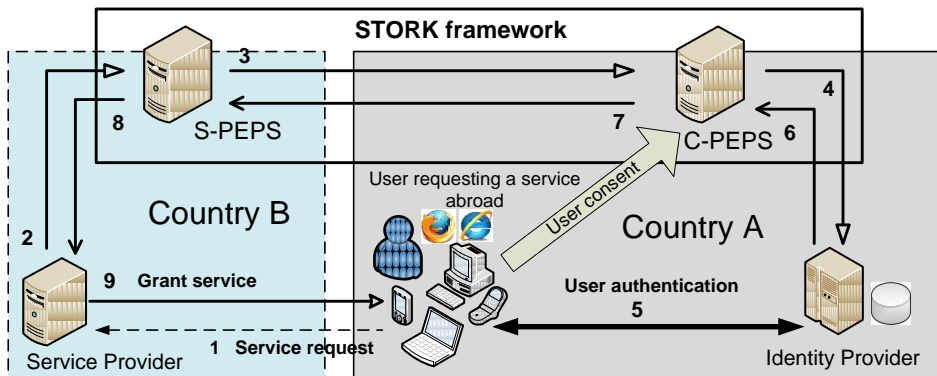 STORK framework
3
4
8
S-PEPS
7
C-PEPS
6
User requesting a service
abroad
User consent
Country B
Country A
2
9 Grant service
User authentication
5
1 Service request
Service Provider
Identity Provider